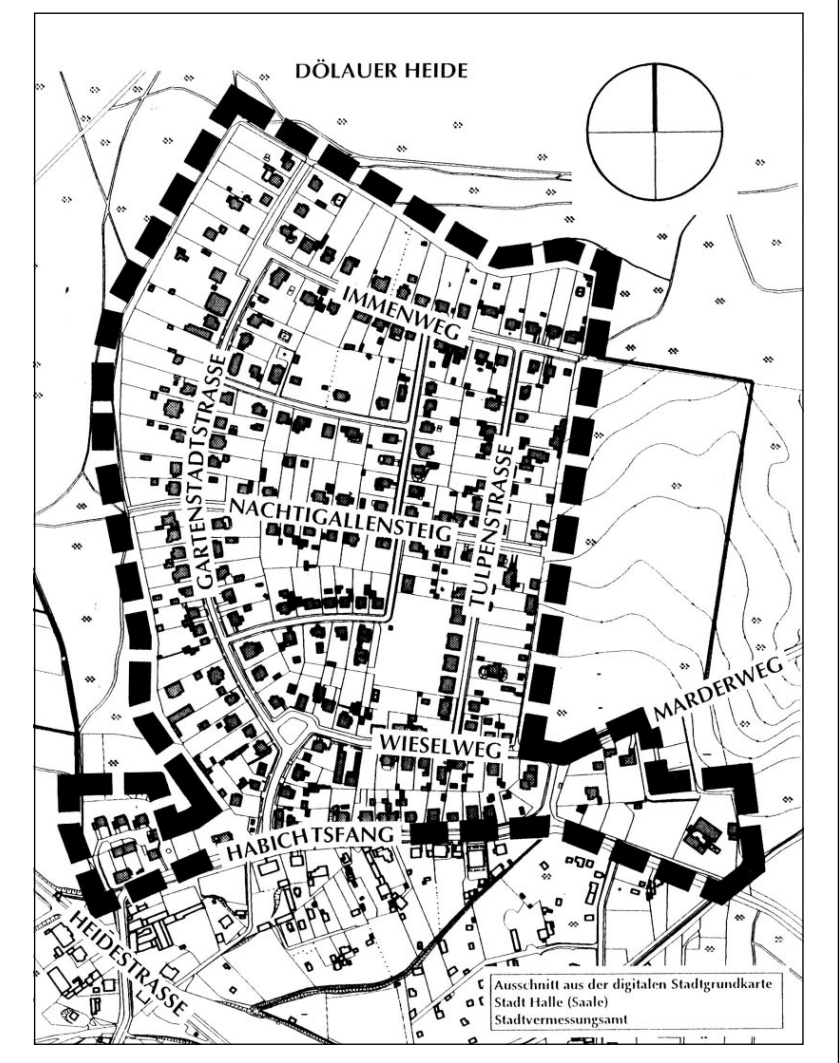 DÖLAUER HEIDE
IMMENWEG
GARTENSTADTSTRASSE
NACHTIGALLENSTEIG
TULPENSTRASSE
MARDERWEG
WIESELWEG
HABICHTSFANG
HEIDESTRASSE
Ausschnitt aus der digitalen Stadtgrundkarte
Stadt Halle (Saale)
Stadtvermessungsamt